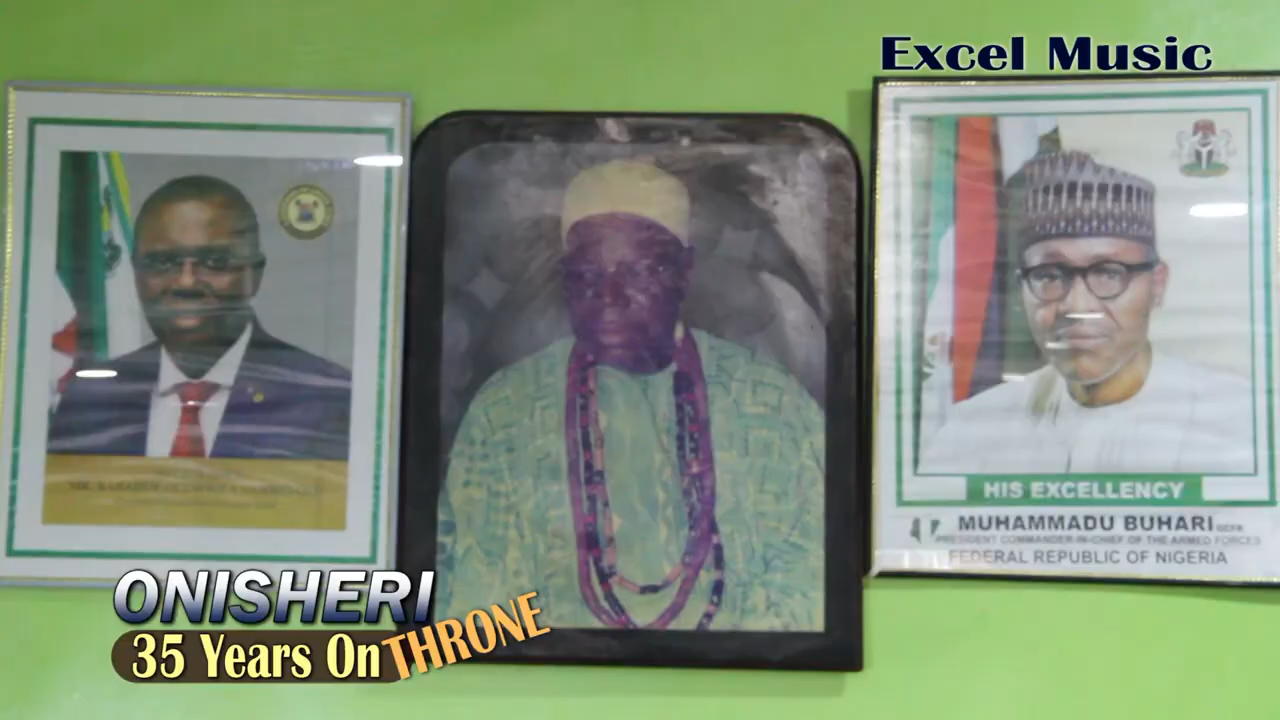 Excel Music
HIS EXCELLENCY
MUHAMMADU BUHARI GCFR
PRESIDENT COMMANDER-IN-CHIEF OF THE ARMED FORCES
FEDERAL REPUBLIC OF NIGERIA
ONISHERI
35 Years On THRONE